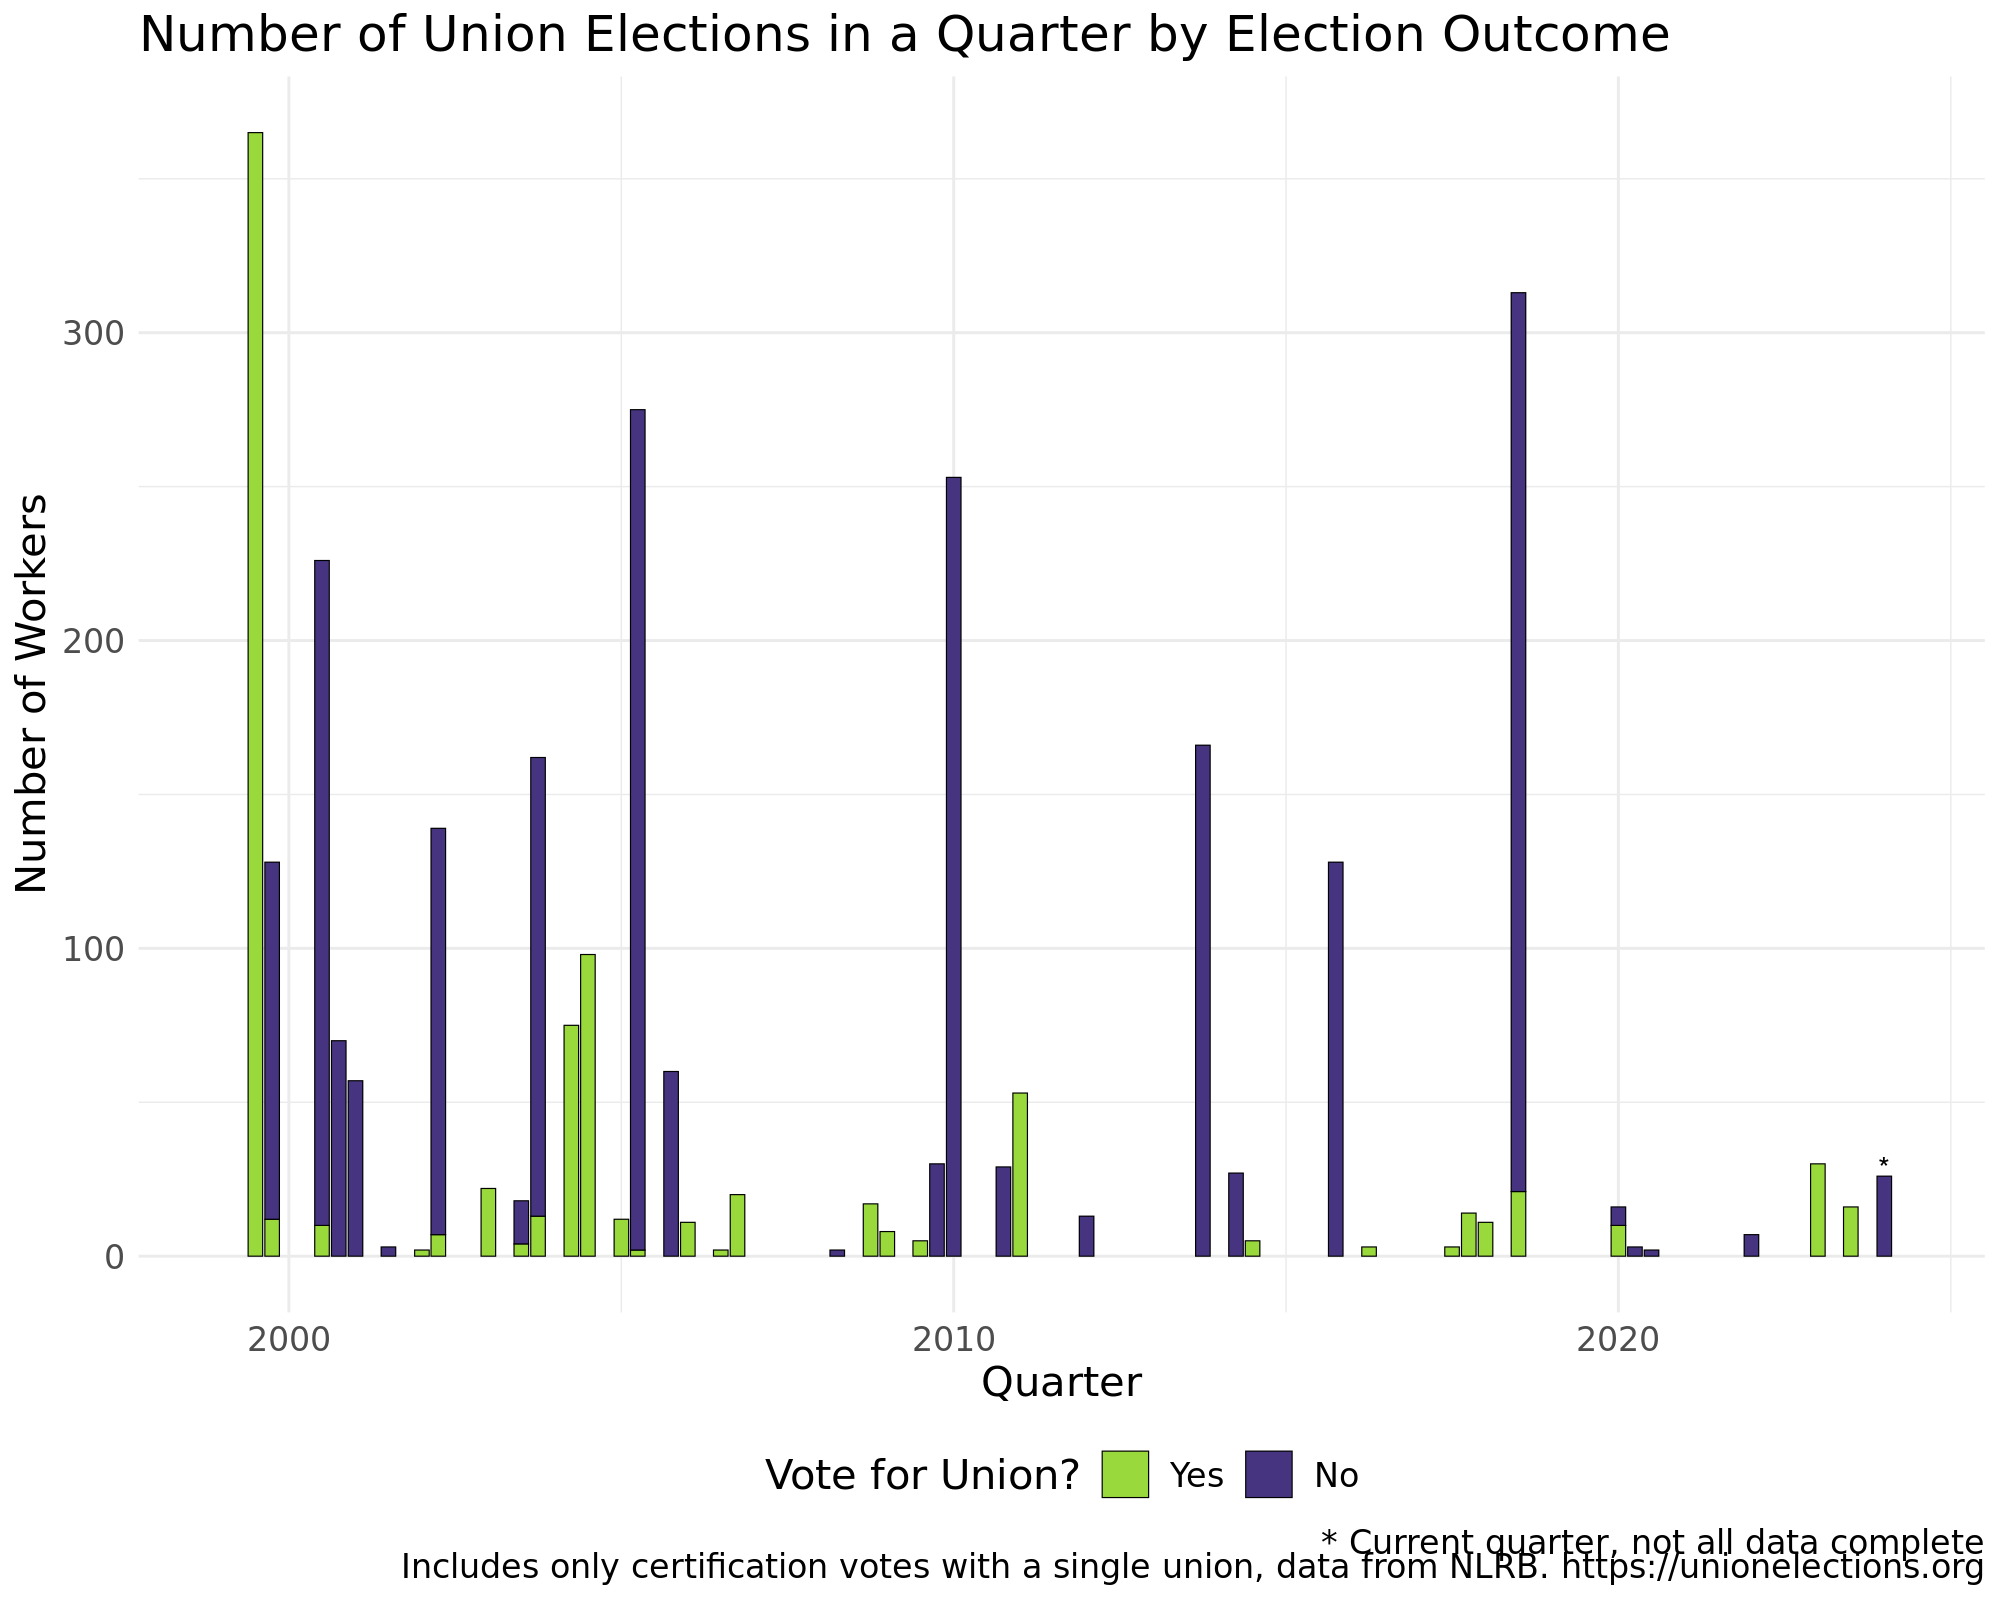 Number of Union Elections in a Quarter by Election Outcome
Number of Workers
300
200
100
0
*
2000 2010 2020
Quarter
Vote for Union? Yes No
* Current quarter, not all data complete
Includes only certification votes with a single union, data from NLRB. https://unionelections.org